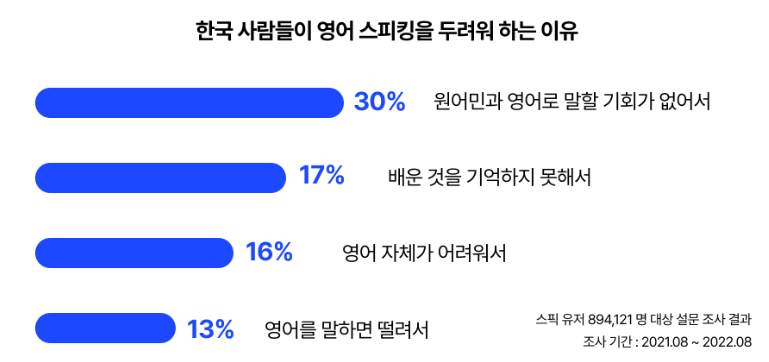 한국 사람들이 영어 스피킹을 두려워 하는 이유
30% 원어민과 영어로 말할 기회가 없어서
17% 배운 것을 기억하지 못해서
16% 영어 자체가 어려워서
13% 영어를 말하면 떨려서
스픽 유저 894,121 명 대상 설문 조사 결과
조사 기간 : 2021.08 ~ 2022.08